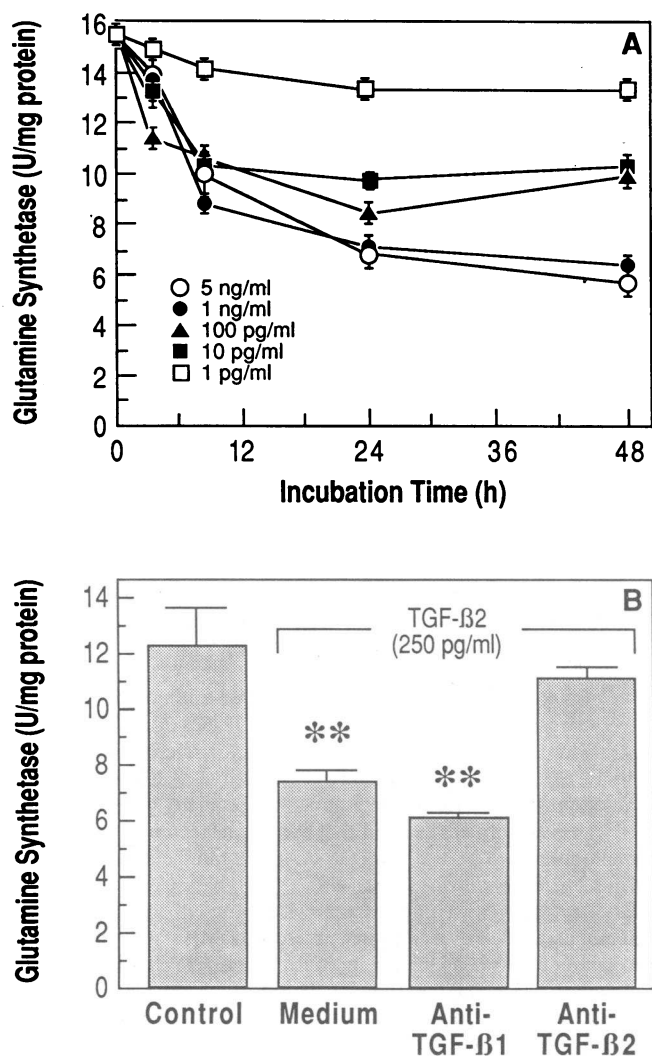 A
Glutamine Synthetase (U/mg protein)
16
14
12
10
8
6
4
2
0
5 ng/ml
1 ng/ml
100 pg/ml
10 pg/ml
1 pg/ml
0 12 24 36 48
Incubation Time (h)
B
Glutamine Synthetase (U/mg protein)
14
12
10
8
6
4
2
0
TGF-ß2
(250 pg/ml)
**
**
Control Medium Anti- Anti-
TGF-ß1 TGF-ß2